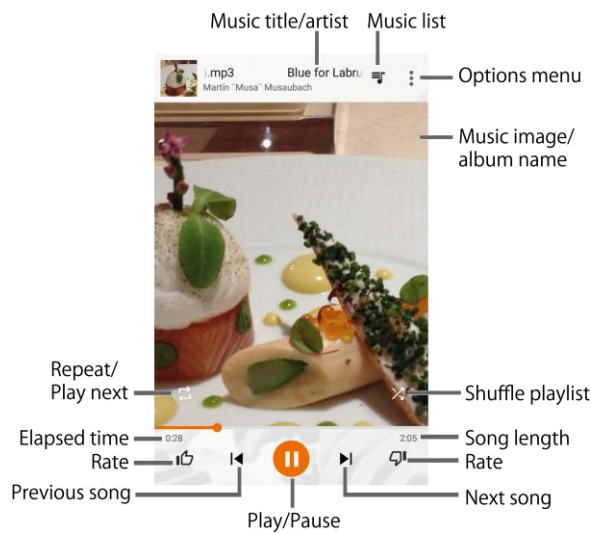 Music title/artist
Music list
).mp3 Blue for Labru
Martín ¨Musa¨ Musaubach
Options menu
Music image/
album name
Repeat/
Play next
Shuffle playlist
Elapsed time
0:28
2:05
Song length
Rate
Rate
Previous song
Next song
Play/Pause